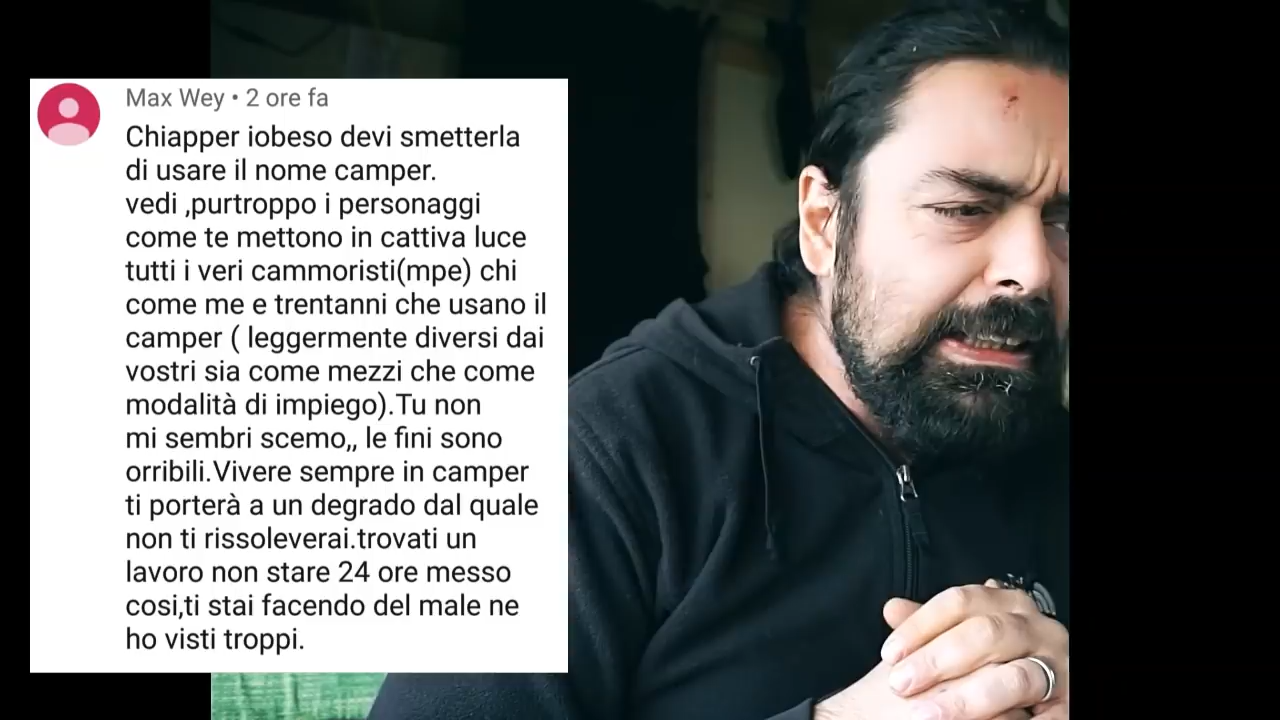 Max Wey • 2 ore fa
Chiapper iobeso devi smetterla
di usare il nome camper.
vedi ,purtroppo i personaggi
come te mettono in cattiva luce
tutti i veri cammoristi(mpe) chi
come me e trentanni che usano il
camper ( leggermente diversi dai
vostri sia come mezzi che come
modalità di impiego).Tu non
mi sembri scemo,, le fini sono
orribili.Vivere sempre in camper
ti porterà a un degrado dal quale
non ti rissoleverai.trovati un
lavoro non stare 24 ore messo
cosi,ti stai facendo del male ne
ho visti troppi.